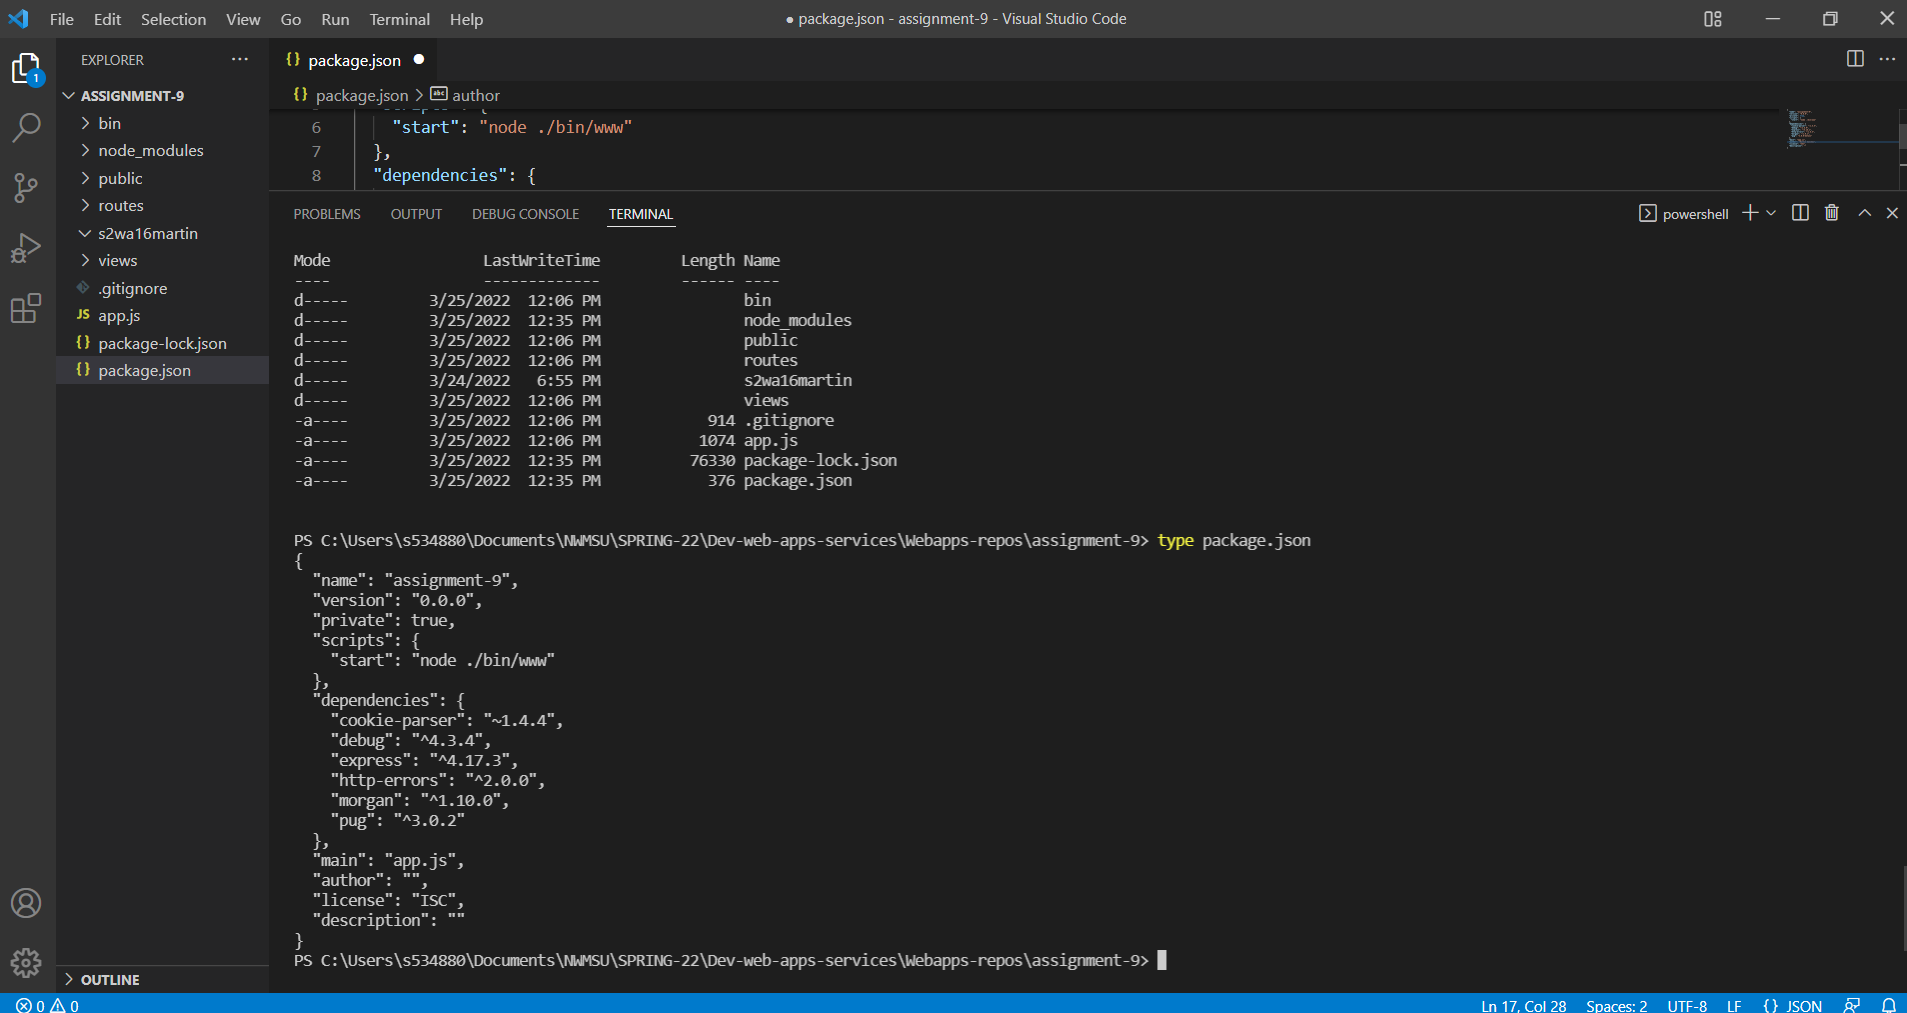 File Edit Selection View Go Run Terminal Help
● package.json - assignment-9 - Visual Studio Code
EXPLORER
1
ASSIGNMENT-9
bin
node_modules
public
routes
s2wa16martin
views
.gitignore
JS app.js
{} package-lock.json
{} package.json
OUTLINE
{} package.json
{} package.json > author
6 "start": "node ./bin/www"
7 },
8 "dependencies": {
PROBLEMS OUTPUT DEBUG CONSOLE TERMINAL
powershell
Mode LastWriteTime Length Name
---- ------------- ------ ----
d----- 3/25/2022 12:06 PM bin
d----- 3/25/2022 12:35 PM node_modules
d----- 3/25/2022 12:06 PM public
d----- 3/25/2022 12:06 PM routes
d----- 3/24/2022 6:55 PM s2wa16martin
d----- 3/25/2022 12:06 PM views
-a---- 3/25/2022 12:06 PM 914 .gitignore
-a---- 3/25/2022 12:06 PM 1074 app.js
-a---- 3/25/2022 12:35 PM 76330 package-lock.json
-a---- 3/25/2022 12:35 PM 376 package.json
PS C:\Users\s534880\Documents\NWMSU\SPRING-22\Dev-web-apps-services\Webapps-repos\assignment-9> type package.json
{
"name": "assignment-9",
"version": "0.0.0",
"private": true,
"scripts": {
"start": "node ./bin/www"
},
"dependencies": {
"cookie-parser": "~1.4.4",
"debug": "^4.3.4",
"express": "^4.17.3",
"http-errors": "^2.0.0",
"morgan": "^1.10.0",
"pug": "^3.0.2"
},
"main": "app.js",
"author": "",
"license": "ISC",
"description": ""
}
PS C:\Users\s534880\Documents\NWMSU\SPRING-22\Dev-web-apps-services\Webapps-repos\assignment-9>
0 0
Ln 17, Col 28 Spaces: 2 UTF-8 LF {} JSON